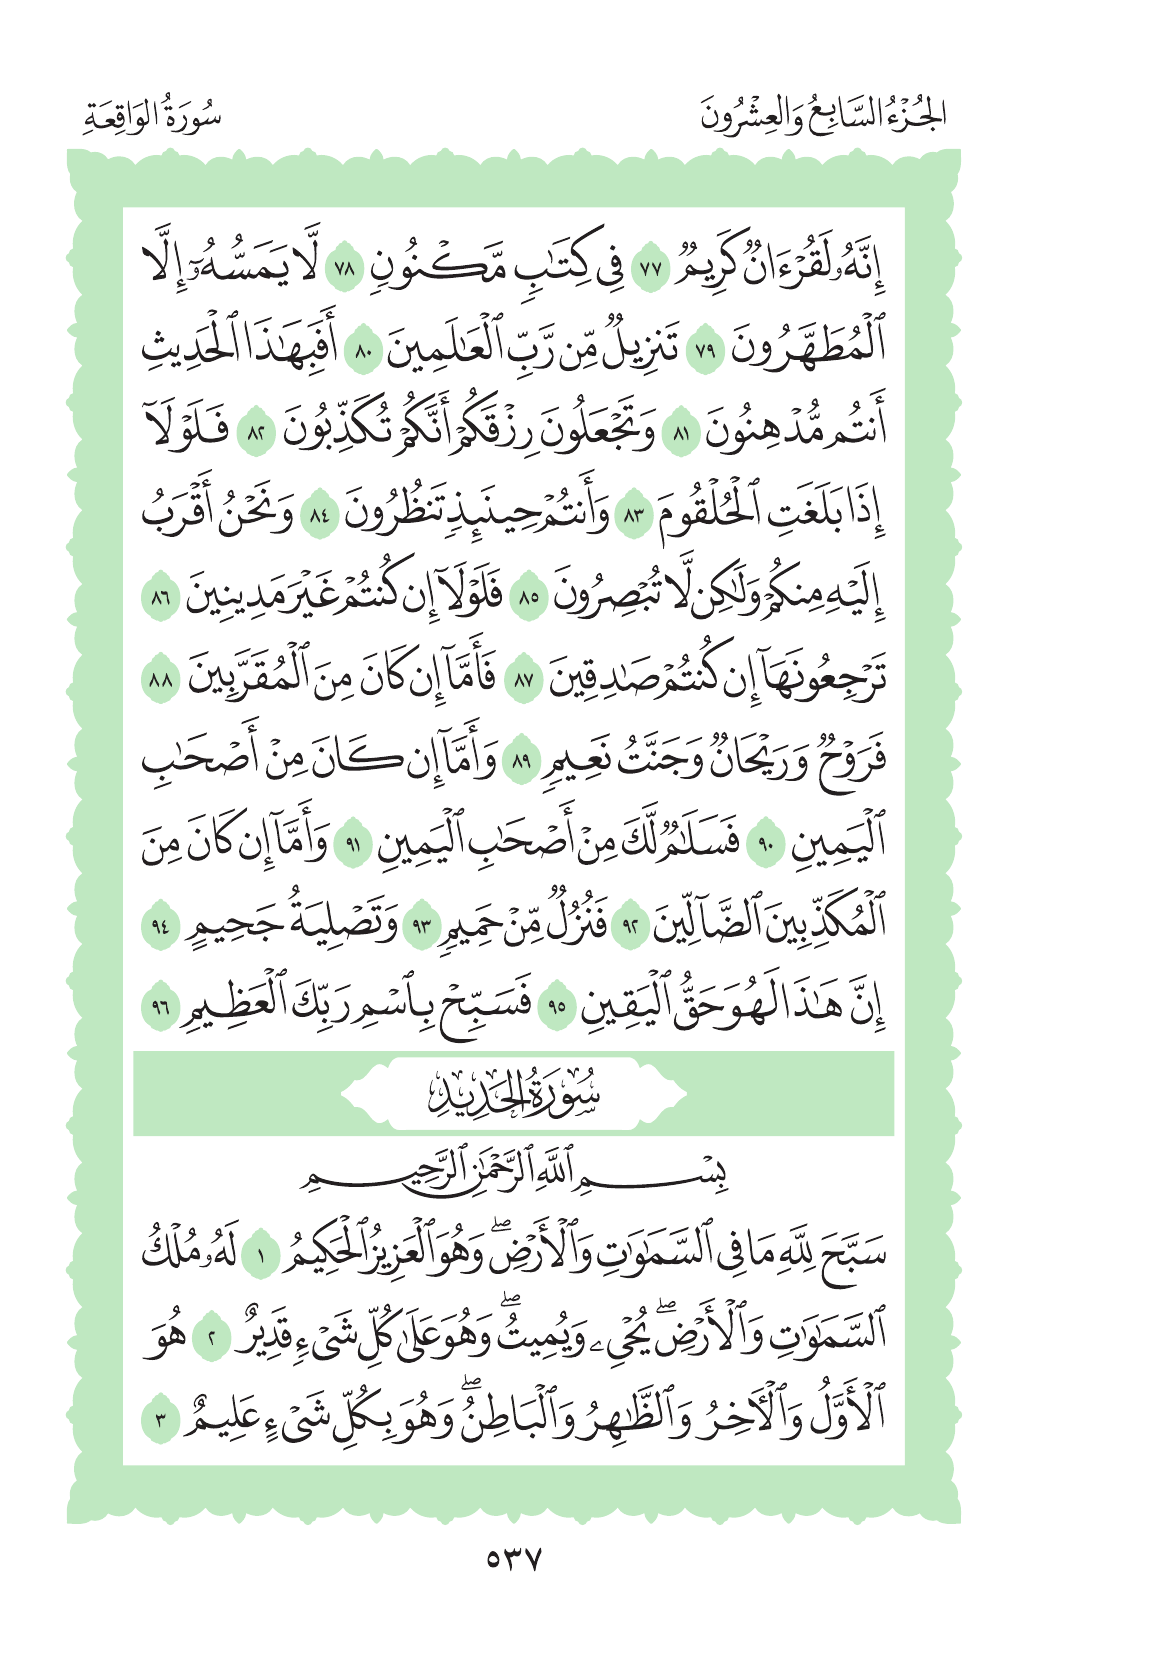 الجُزْءُ السَّابِعُ وَالعِشْرُونَ
سُورَةُ الوَاقِعَةِ
إِنَّهُۥ لَقُرْءَانٌ كَرِيمٌ ٧٧ فِى كِتَٰبٍ مَّكْنُونٍ ٧٨ لَّا يَمَسُّهُۥٓ إِلَّا
ٱلْمُطَهَّرُونَ ٧٩ تَنزِيلٌ مِّن رَّبِّ ٱلْعَٰلَمِينَ ٨٠ أَفَبِهَٰذَا ٱلْحَدِيثِ
أَنتُم مُّدْهِنُونَ ٨١ وَتَجْعَلُونَ رِزْقَكُمْ أَنَّكُمْ تُكَذِّبُونَ ٨٢ فَلَوْلَآ
إِذَا بَلَغَتِ ٱلْحُلْقُومَ ٨٣ وَأَنتُمْ حِينَئِذٍ تَنظُرُونَ ٨٤ وَنَحْنُ أَقْرَبُ
إِلَيْهِ مِنكُمْ وَلَٰكِن لَّا تُبْصِرُونَ ٨٥ فَلَوْلَآ إِن كُنتُمْ غَيْرَ مَدِينِينَ ٨٦
تَرْجِعُونَهَآ إِن كُنتُمْ صَٰدِقِينَ ٨٧ فَأَمَّآ إِن كَانَ مِنَ ٱلْمُقَرَّبِينَ ٨٨
فَرَوْحٌ وَرَيْحَانٌ وَجَنَّتُ نَعِيمٍ ٨٩ وَأَمَّآ إِن كَانَ مِنْ أَصْحَٰبِ
ٱلْيَمِينِ ٩٠ فَسَلَٰمٌ لَّكَ مِنْ أَصْحَٰبِ ٱلْيَمِينِ ٩١ وَأَمَّآ إِن كَانَ مِنَ
ٱلْمُكَذِّبِينَ ٱلضَّآلِّينَ ٩٢ فَنُزُلٌ مِّنْ حَمِيمٍ ٩٣ وَتَصْلِيَةُ جَحِيمٍ ٩٤
إِنَّ هَٰذَا لَهُوَ حَقُّ ٱلْيَقِينِ ٩٥ فَسَبِّحْ بِٱسْمِ رَبِّكَ ٱلْعَظِيمِ ٩٦
سُورَةُ الحَدِيدِ
بِسْمِ ٱللَّهِ ٱلرَّحْمَٰنِ ٱلرَّحِيمِ
سَبَّحَ لِلَّهِ مَا فِى ٱلسَّمَٰوَٰتِ وَٱلْأَرْضِۖ وَهُوَ ٱلْعَزِيزُ ٱلْحَكِيمُ ١ لَهُۥ مُلْكُ
ٱلسَّمَٰوَٰتِ وَٱلْأَرْضِۖ يُحْىِۦ وَيُمِيتُۖ وَهُوَ عَلَىٰ كُلِّ شَىْءٍ قَدِيرٌ ٢ هُوَ
ٱلْأَوَّلُ وَٱلْءَاخِرُ وَٱلظَّٰهِرُ وَٱلْبَاطِنُۖ وَهُوَ بِكُلِّ شَىْءٍ عَلِيمٌ ٣
٥٣٧